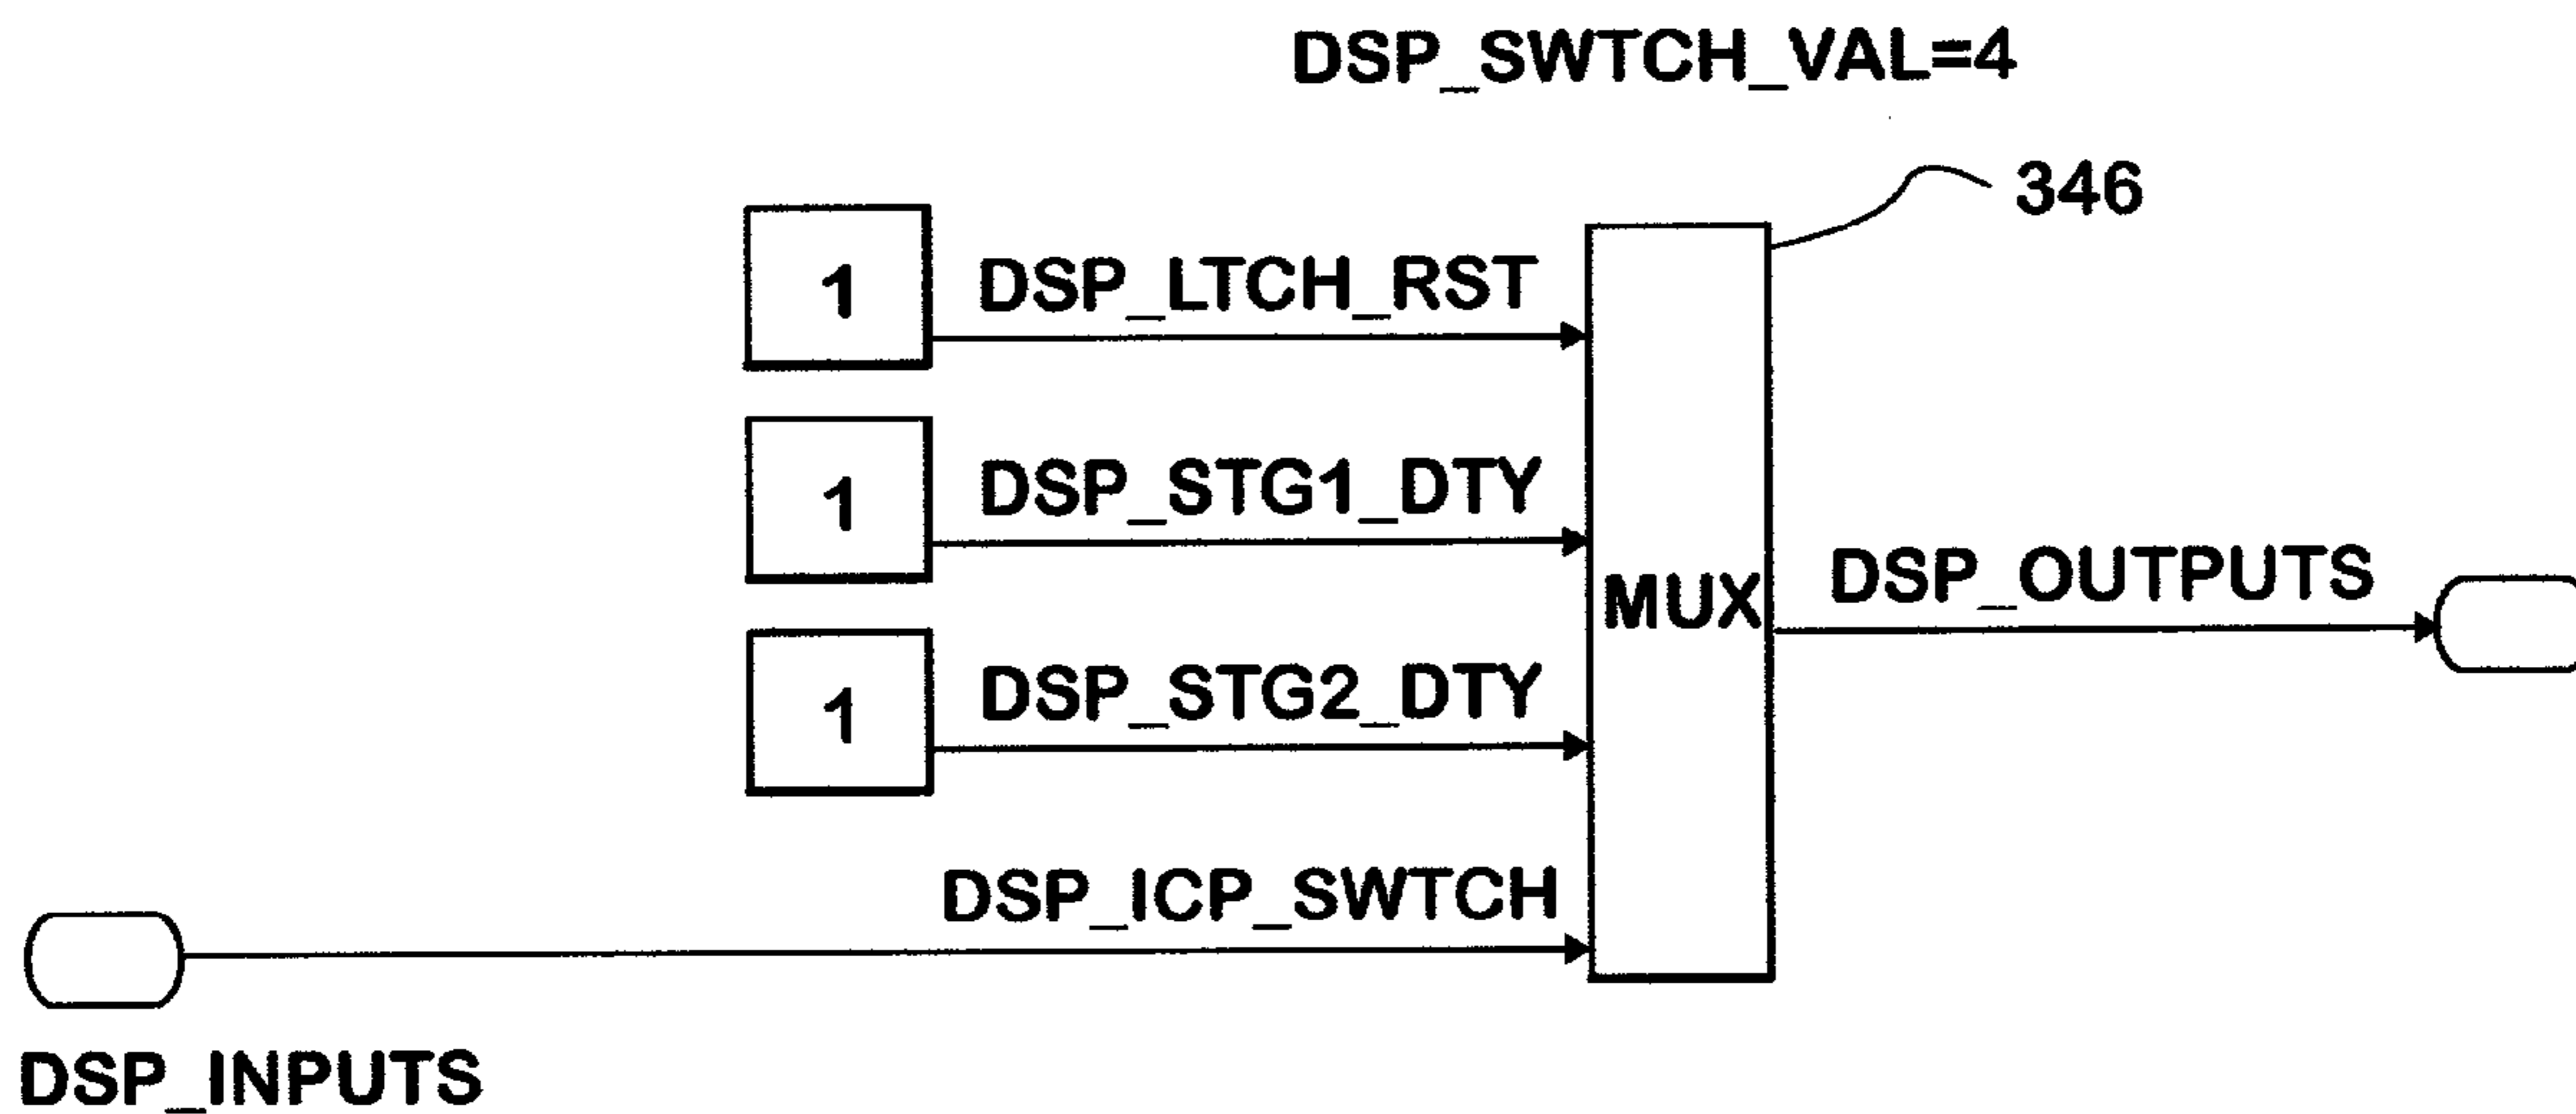 DSP_SWTCH_VAL=4
346
1
DSP_LTCH_RST
1
DSP_STG1_DTY
MUX
DSP_OUTPUTS
1
DSP_STG2_DTY
DSP_ICP_SWTCH
DSP_INPUTS